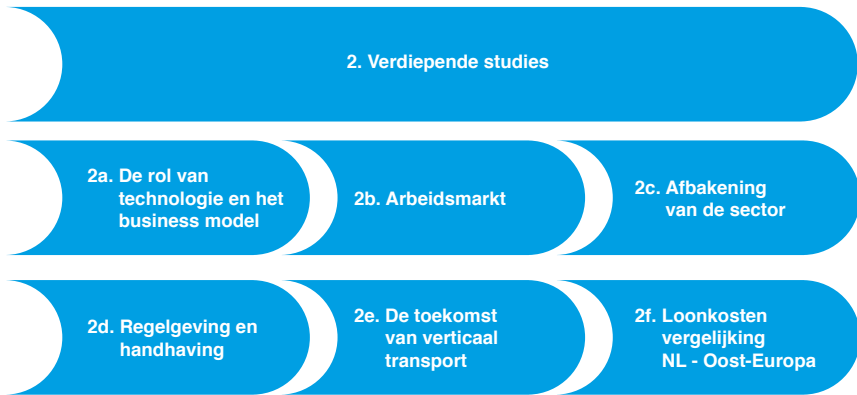 2. Verdiepende studies
2a. De rol van
technologie en het
business model
2b. Arbeidsmarkt
2c. Afbakening
van de sector
2d. Regelgeving en
handhaving
2e. De toekomst
van verticaal
transport
2f. Loonkosten
vergelijking
NL - Oost-Europa